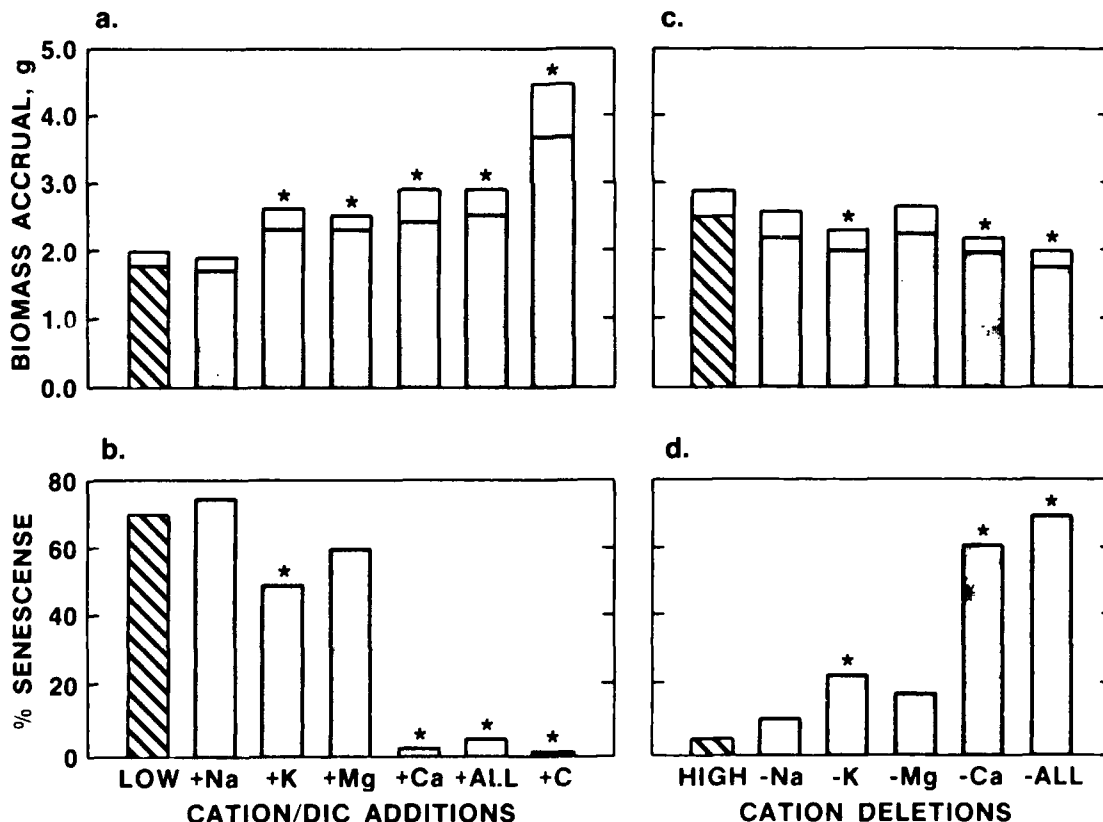 a.
BIOMASS ACCRUAL, g
5.0
4.0
3.0
2.0
1.0
0.0
* * * * *
c.
* * *
b.
% SENESCENSE
80
60
40
20
0
* * * *
LOW +Na +K +Mg +Ca +ALL +C
CATION/DIC ADDITIONS
d.
* * *
HIGH -Na -K -Mg -Ca -ALL
CATION DELETIONS